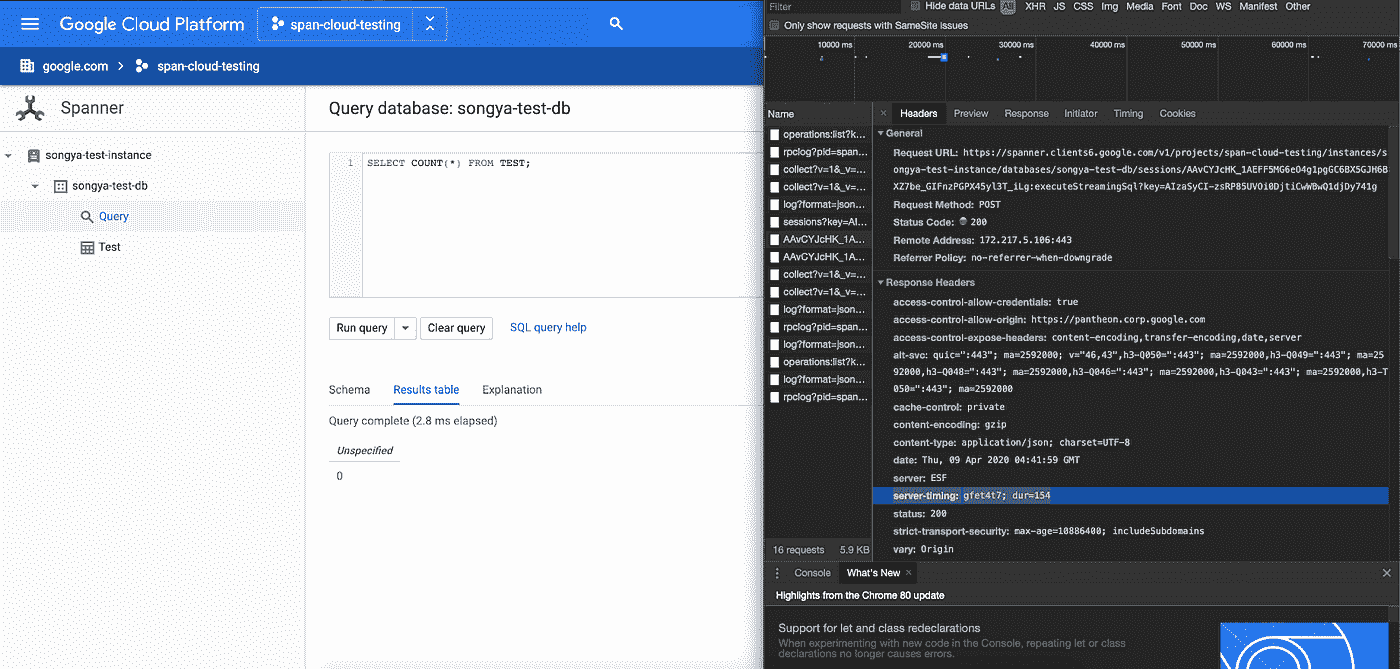 Google Cloud Platform
span-cloud-testing
google.com
span-cloud-testing
Spanner
songya-test-instance
songya-test-db
Query
Test
Query database: songya-test-db
1
SELECT COUNT(*) FROM TEST;
Run query
Clear query
SQL query help
Schema
Results table
Explanation
Query complete (2.8 ms elapsed)
Unspecified
0
Filter
Hide data URLs
All
XHR JS CSS Img Media Font Doc WS Manifest Other
Only show requests with SameSite issues
10000 ms
20000 ms
30000 ms
40000 ms
50000 ms
60000 ms
70000 ms
Name
operations:list?k...
rpclog?pid=span...
collect?v=1&_v=...
collect?v=1&_v=...
log?format=json...
sessions?key=AI...
AAvCYJcHK_1A...
AAvCYJcHK_1A...
collect?v=1&_v=...
collect?v=1&_v=...
log?format=json...
rpclog?pid=span...
log?format=json...
operations:list?k...
log?format=json...
rpclog?pid=span...
16 requests
5.9 KB
Headers
Preview
Response
Initiator
Timing
Cookies
General
Request URL: https://spanner.clients6.google.com/v1/projects/span-cloud-testing/instances/s
ongya-test-instance/databases/songya-test-db/sessions/
Request Method: POST
Status Code: 200
Remote Address: 172.217.5.106:443
Referrer Policy: no-referrer-when-downgrade
Response Headers
access-control-allow-credentials: true
access-control-allow-origin: https://pantheon.corp.google.com
access-control-expose-headers: content-encoding,transfer-encoding,date,server
alt-svc: quic=":443"; ma=2592000; v="46,43",h3-Q050=":443"; ma=2592000,h3-Q049=":443"; ma=25
92000,h3-Q048=":443"; ma=2592000,h3-Q046=":443"; ma=2592000,h3-Q043=":443"; ma=2592000,h3-T
050=":443"; ma=2592000
cache-control: private
content-encoding: gzip
content-type: application/json; charset=UTF-8
date: Thu, 09 Apr 2020 04:41:59 GMT
server: ESF
server-timing: gfet4t7; dur=154
status: 200
strict-transport-security: max-age=10886400; includeSubdomains
vary: Origin
Console
What's New
Highlights from the Chrome 80 update
Support for let and class redeclarations
When experimenting with new code in the Console, repeating let or class
declarations no longer causes errors.